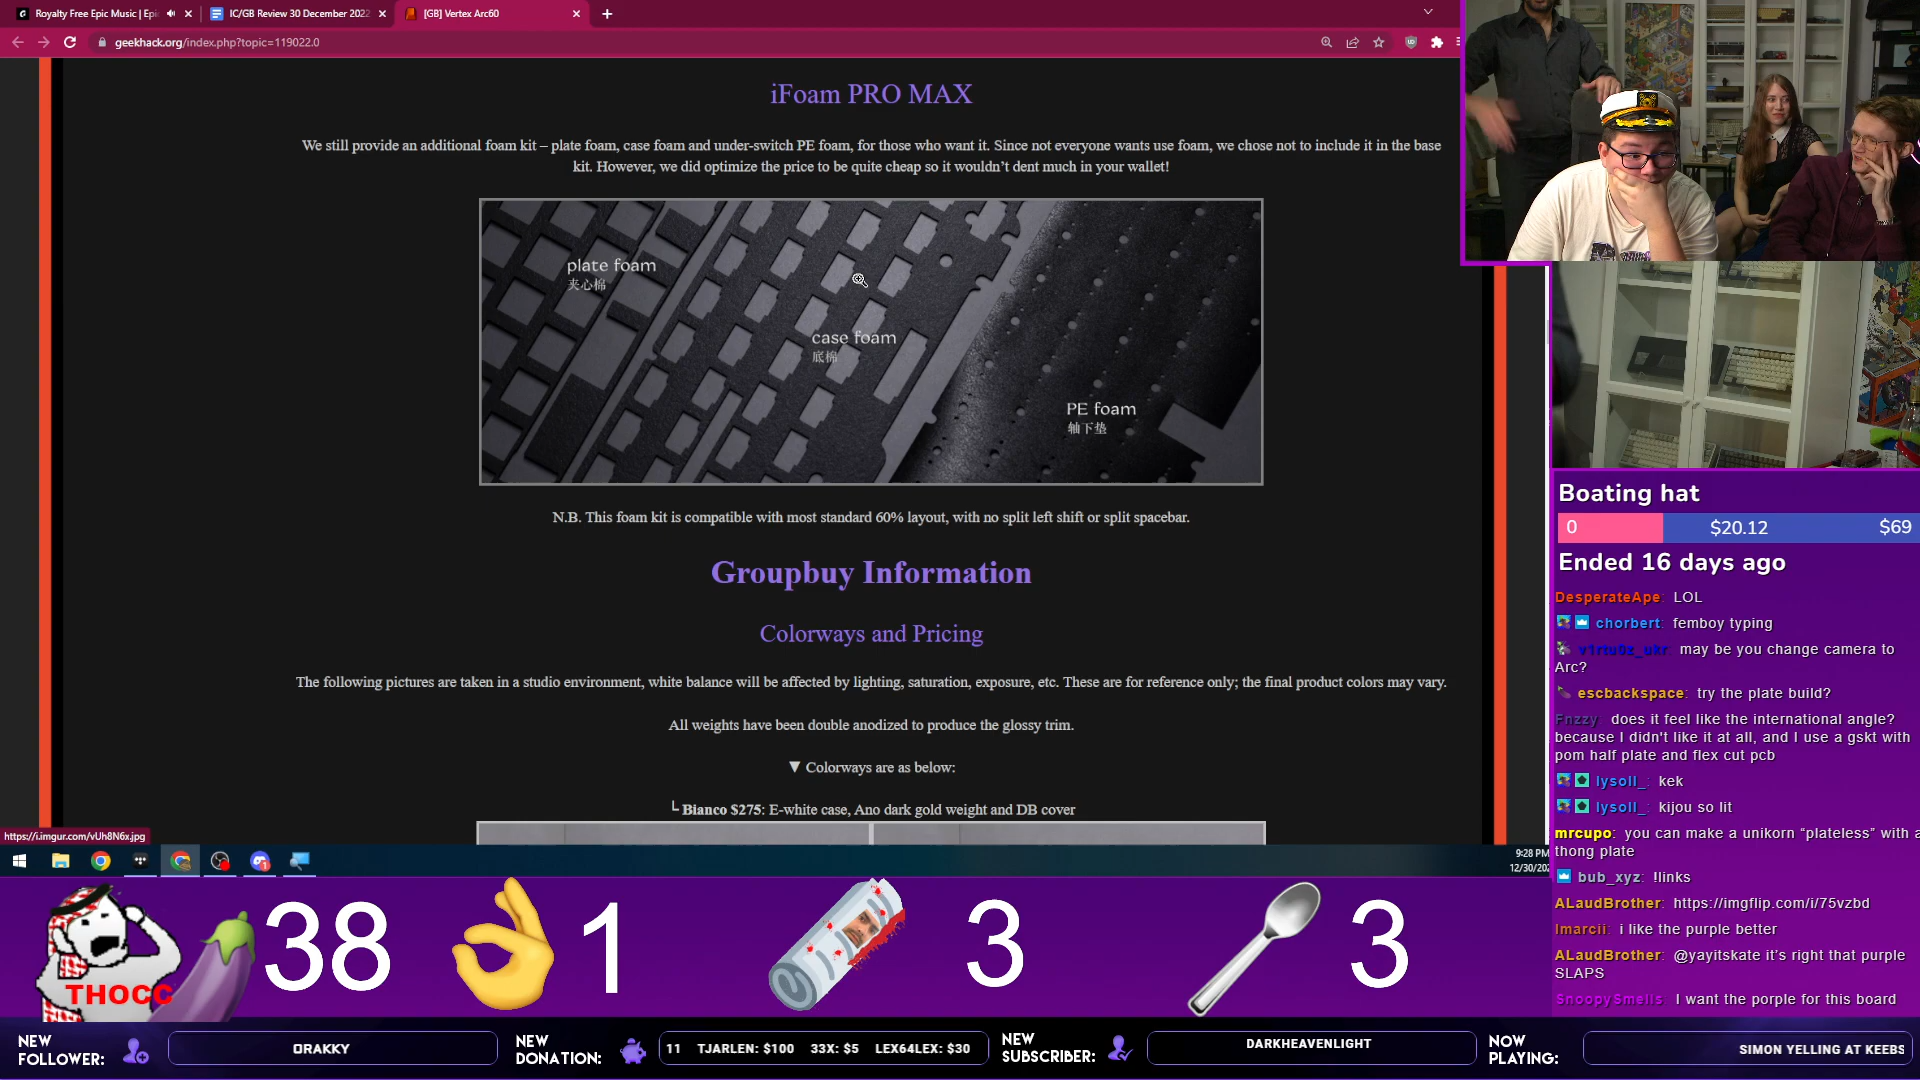 Royalty Free Epic Music | Epi
IC/GB Review 30 December 2022
[GB] Vertex Arc60
geekhack.org/index.php?topic=119022.0
iFoam PRO MAX
We still provide an additional foam kit – plate foam, case foam and under-switch PE foam, for those who want it. Since not everyone wants use foam, we chose not to include it in the base
kit. However, we did optimize the price to be quite cheap so it wouldn't dent much in your wallet!
plate foam
夹心棉
case foam
底棉
PE foam
轴下垫
N.B. This foam kit is compatible with most standard 60% layout, with no split left shift or split spacebar.
Groupbuy Information
Colorways and Pricing
The following pictures are taken in a studio environment, white balance will be affected by lighting, saturation, exposure, etc. These are for reference only; the final product colors may vary.
All weights have been double anodized to produce the glossy trim.
▼ Colorways are as below:
└ Bianco $275: E-white case, Ano dark gold weight and DB cover
https://i.imgur.com/vUh8N6x.jpg
9:28 PM
12/30/202
Boating hat
0 $20.12 $69
Ended 16 days ago
DesperateApe: LOL
chorbert: femboy typing
v1rtu0z_ukr: may be you change camera to
Arc?
escbackspace: try the plate build?
Fnzzy: does it feel like the international angle?
because I didn't like it at all, and I use a gskt with
pom half plate and flex cut pcb
lysoll_: kek
lysoll_: kijou so lit
mrcupo: you can make a unikorn “plateless” with a
thong plate
bub_xyz: !links
ALaudBrother: https://imgflip.com/i/75vzbd
lmarcii: i like the purple better
ALaudBrother: @yayitskate it's right that purple
SLAPS
SnoopySmells: I want the porple for this board
THOCC
38
1
3
3
NEW
FOLLOWER:
ORAKKY
NEW
DONATION:
11 TJARLEN: $100 33X: $5 LEX64LEX: $30
NEW
SUBSCRIBER:
DARKHEAVENLIGHT
NOW
PLAYING:
SIMON YELLING AT KEEBS